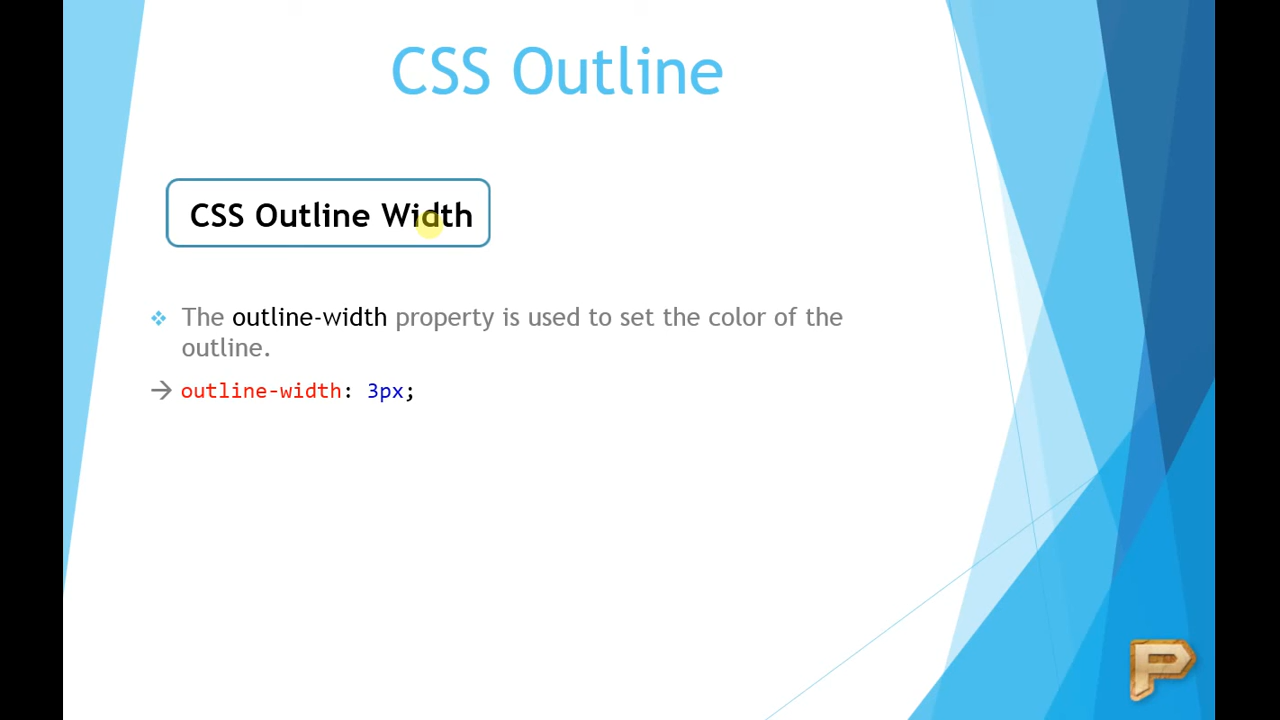 CSS Outline
CSS Outline Width
The outline-width property is used to set the color of the
outline.
→ outline-width: 3px;
P